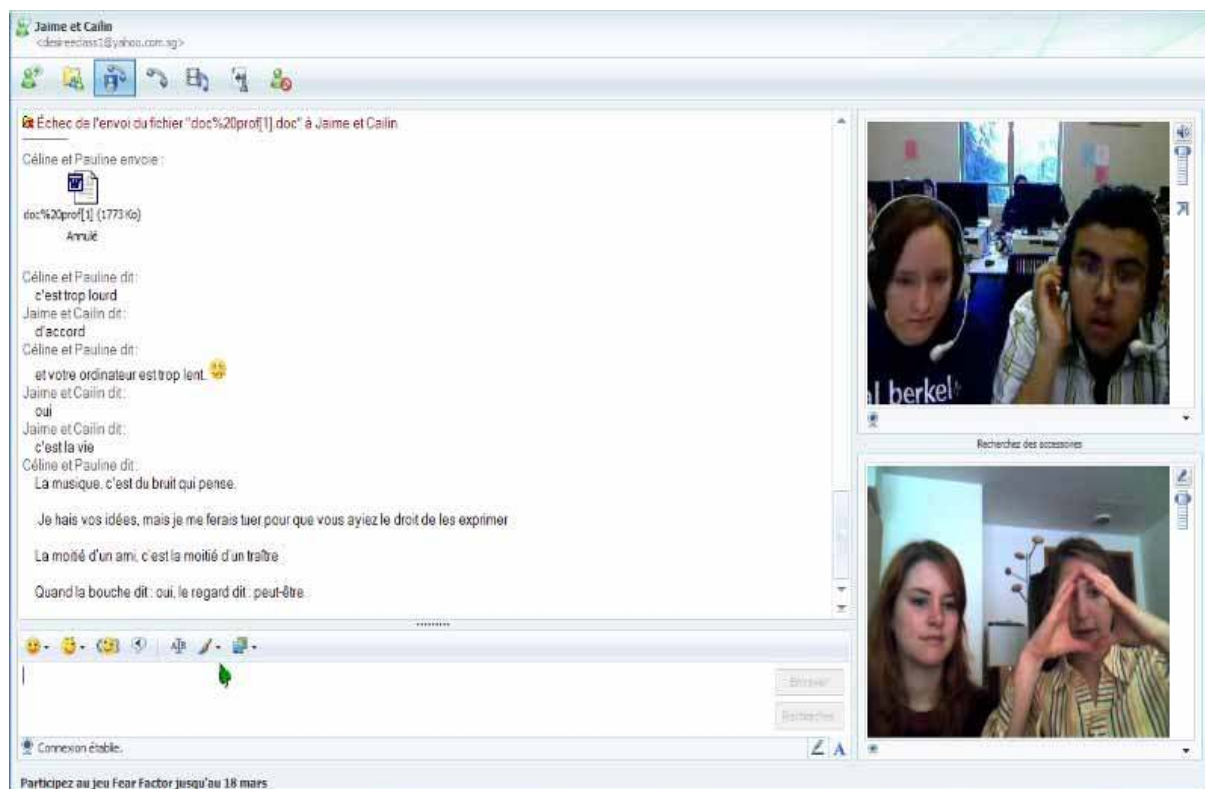 Jaime et Cailin
<desireeclass1@yahoo.com.sg>
Échec de l'envoi du fichier "doc%20prof[1].doc" à Jaime et Cailin
Céline et Pauline envoie :
doc%20prof[1] (1773 Ko)
Annulé
Céline et Pauline dit :
c'est trop lourd
Jaime et Cailin dit :
d'accord
Céline et Pauline dit :
et votre ordinateur est trop lent.
Jaime et Cailin dit :
oui
Jaime et Cailin dit :
c'est la vie
Céline et Pauline dit :
La musique, c'est du bruit qui pense.
Je hais vos idées, mais je me ferais tuer pour que vous ayiez le droit de les exprimer
La moitié d'un ami, c'est la moitié d'un traître
Quand la bouche dit : oui, le regard dit : peut-être.
Envoyer
Rechercher
Connexion établie.
Participez au jeu Fear Factor jusqu'au 18 mars
al berkel
Recherchez des accessoires